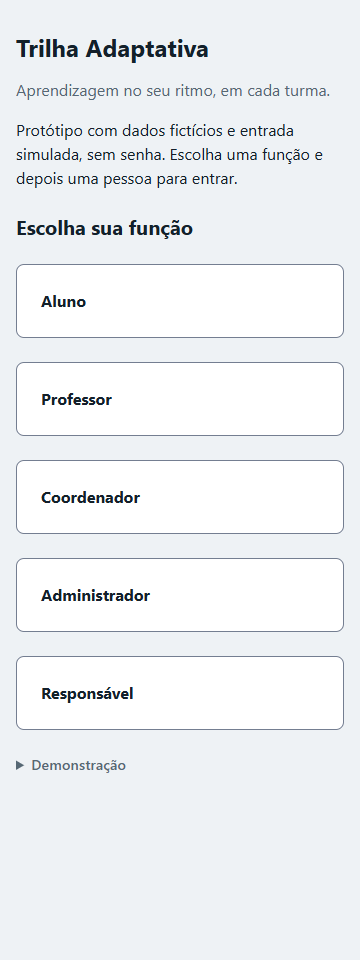 Trilha Adaptativa
Aprendizagem no seu ritmo, em cada turma.
Protótipo com dados fictícios e entrada
simulada, sem senha. Escolha uma função e
depois uma pessoa para entrar.
Escolha sua função
Aluno
Professor
Coordenador
Administrador
Responsável
Demonstração